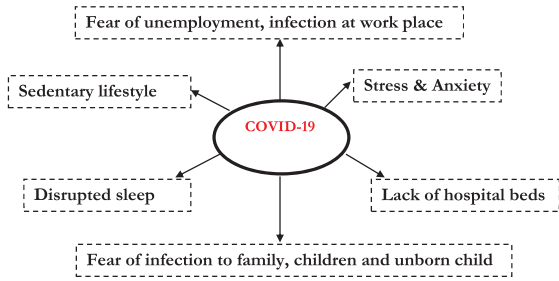 Fear of unemployment, infection at work place
Sedentary lifestyle
Stress & Anxiety
COVID-19
Disrupted sleep
Lack of hospital beds
Fear of infection to family, children and unborn child